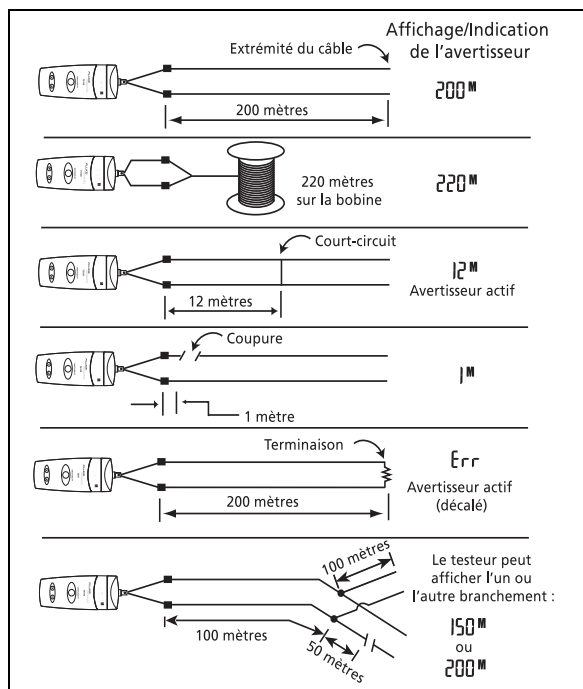 Affichage/Indication
de l'avertisseur
Extrémité du câble
200 M
200 mètres
220 mètres
sur la bobine
220 M
Court-circuit
12 M
Avertisseur actif
12 mètres
Coupure
1 M
1 mètre
Terminaison
Err
Avertisseur actif
(décalé)
200 mètres
100 mètres
Le testeur peut
afficher l'un ou
l'autre branchement :
150 M
ou
200 M
100 mètres
50 mètres